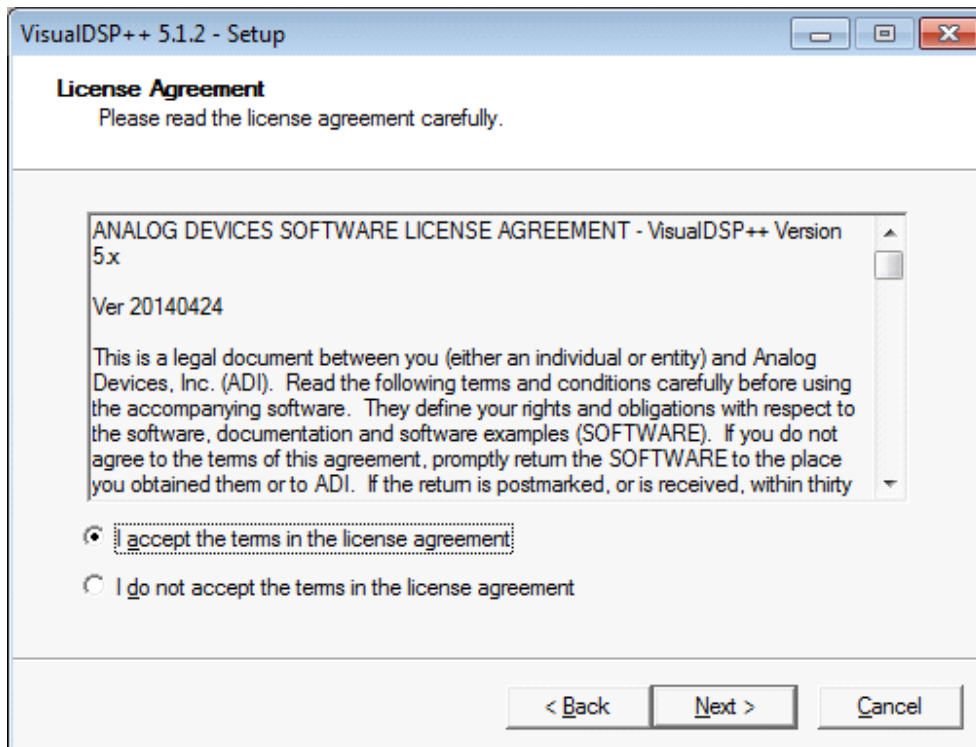 VisualDSP++ 5.1.2 - Setup
License Agreement
Please read the license agreement carefully.
ANALOG DEVICES SOFTWARE LICENSE AGREEMENT - VisualDSP++ Version
5.x
Ver 20140424
This is a legal document between you (either an individual or entity) and Analog
Devices, Inc. (ADI).  Read the following terms and conditions carefully before using
the accompanying software.  They define your rights and obligations with respect to
the software, documentation and software examples (SOFTWARE).  If you do not
agree to the terms of this agreement, promptly return the SOFTWARE to the place
you obtained them or to ADI.  If the return is postmarked, or is received, within thirty
I accept the terms in the license agreement
I do not accept the terms in the license agreement
< Back
Next >
Cancel